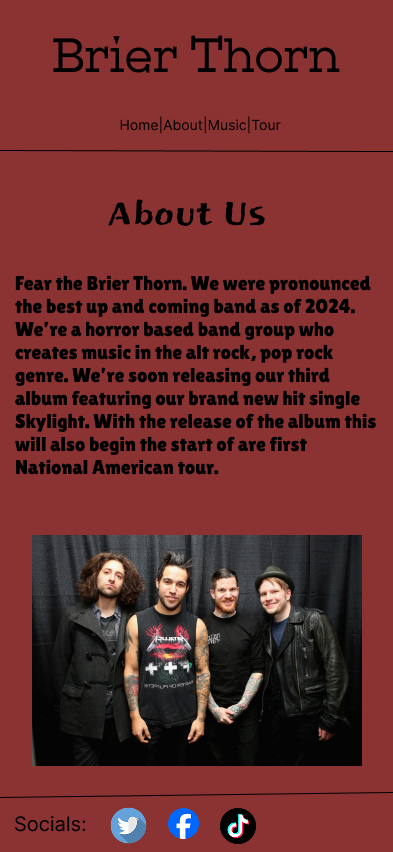 Brier Thorn
Home|About|Music|Tour
About Us
Fear the Brier Thorn. We were pronounced
the best up and coming band as of 2024.
We're a horror based band group who
creates music in the alt rock, pop rock
genre. We're soon releasing our third
album featuring our brand new hit single
Skylight. With the release of the album this
will also begin the start of are first
National American tour.
Socials: